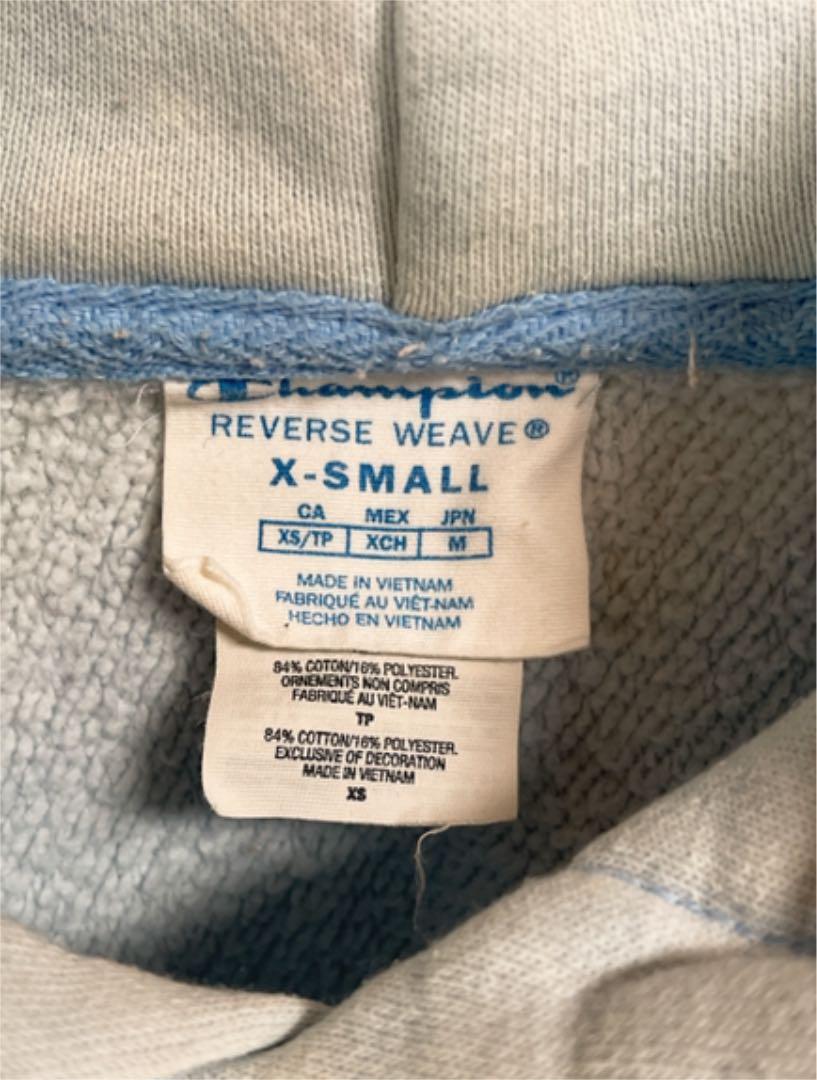 Champion®
REVERSE WEAVE®
X-SMALL
CA MEX JPN
XS/TP XCH M
MADE IN VIETNAM
FABRIQUÉ AU VIÊT-NAM
HECHO EN VIETNAM
84% COTON/16% POLYESTER.
ORNEMENTS NON COMPRIS
FABRIQUÉ AU VIÊT-NAM
TP
84% COTTON/16% POLYESTER.
EXCLUSIVE OF DECORATION
MADE IN VIETNAM
XS